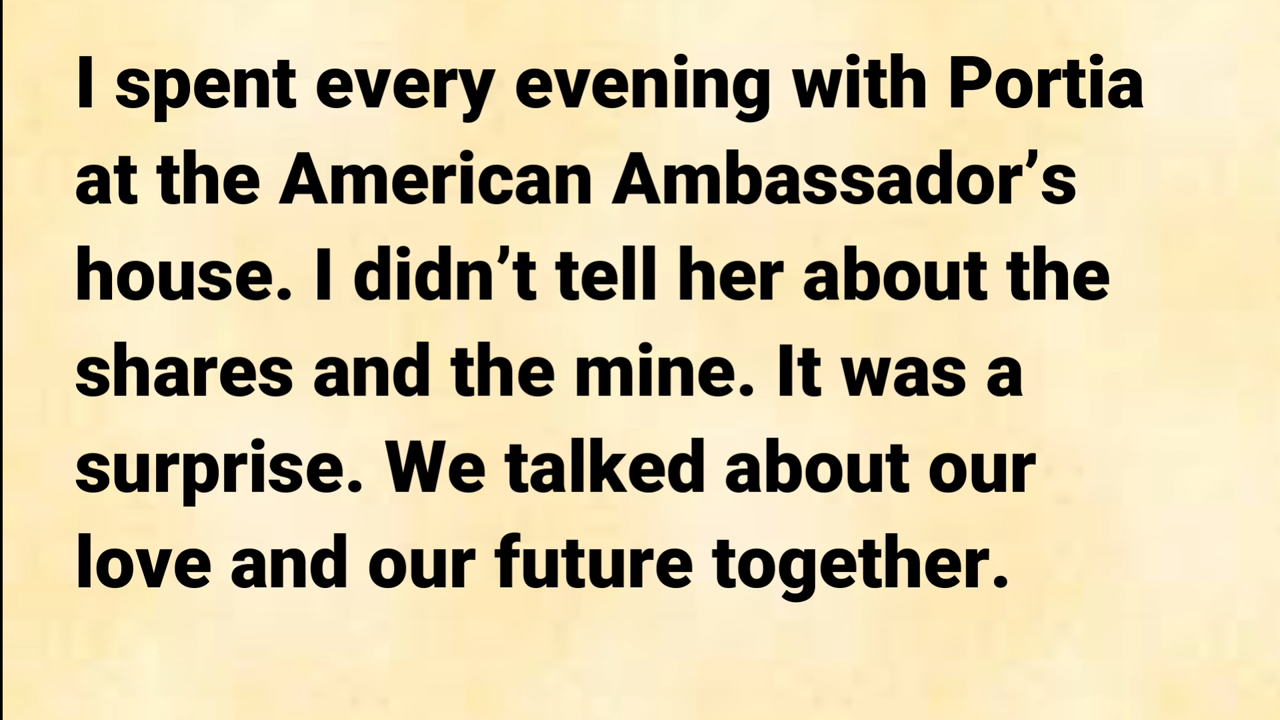 I spent every evening with Portia
at the American Ambassador’s
house. I didn’t tell her about the
shares and the mine. It was a
surprise. We talked about our
love and our future together.